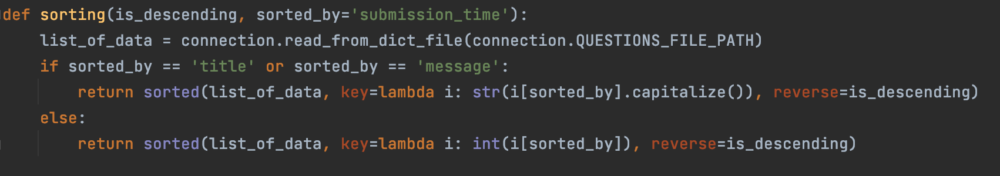 def sorting(is_descending, sorted_by='submission_time'):
    list_of_data = connection.read_from_dict_file(connection.QUESTIONS_FILE_PATH)
    if sorted_by == 'title' or sorted_by == 'message':
        return sorted(list_of_data, key=lambda i: str(i[sorted_by].capitalize()), reverse=is_descending)
    else:
        return sorted(list_of_data, key=lambda i: int(i[sorted_by]), reverse=is_descending)